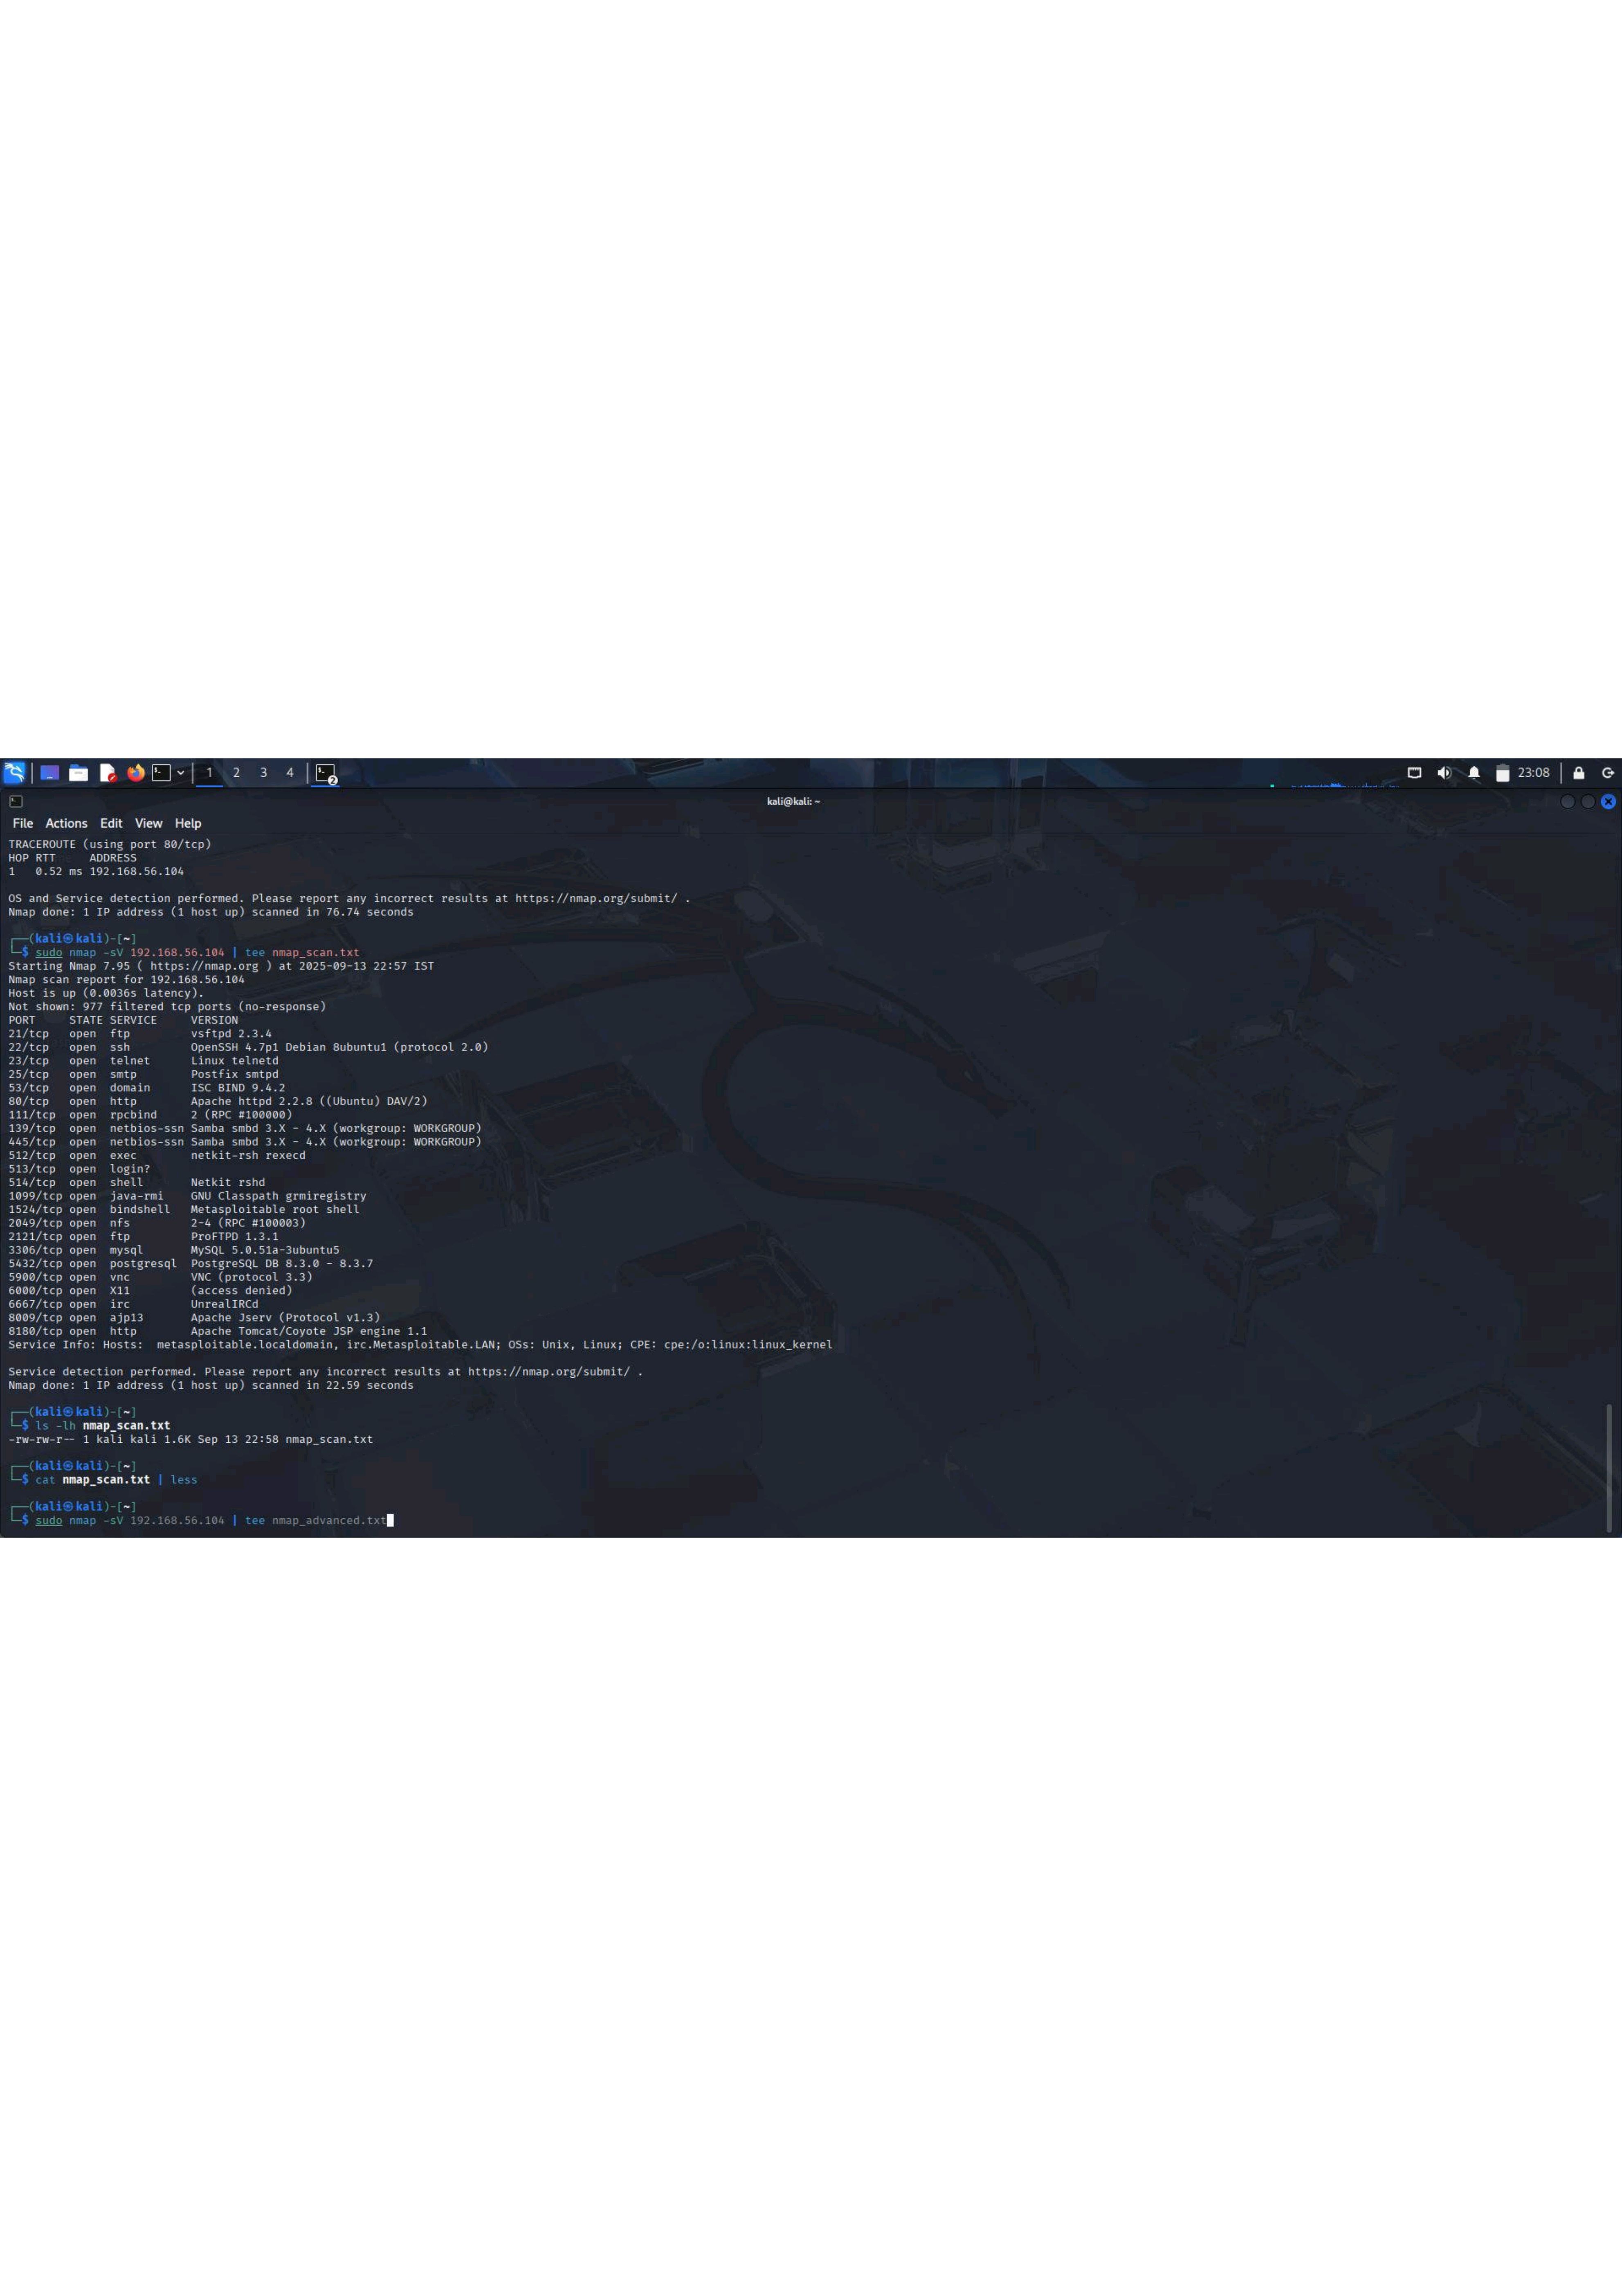 1 2 3 4 2 23:08
kali@kali: ~
File Actions Edit View Help
TRACEROUTE (using port 80/tcp)
HOP RTT     ADDRESS
1   0.52 ms 192.168.56.104
OS and Service detection performed. Please report any incorrect results at https://nmap.org/submit/ .
Nmap done: 1 IP address (1 host up) scanned in 76.74 seconds
┌──(kali㉿kali)-[~]
└─$ sudo nmap -sV 192.168.56.104 | tee nmap_scan.txt
Starting Nmap 7.95 ( https://nmap.org ) at 2025-09-13 22:57 IST
Nmap scan report for 192.168.56.104
Host is up (0.0036s latency).
Not shown: 977 filtered tcp ports (no-response)
PORT     STATE SERVICE     VERSION
21/tcp   open  ftp         vsftpd 2.3.4
22/tcp   open  ssh         OpenSSH 4.7p1 Debian 8ubuntu1 (protocol 2.0)
23/tcp   open  telnet      Linux telnetd
25/tcp   open  smtp        Postfix smtpd
53/tcp   open  domain      ISC BIND 9.4.2
80/tcp   open  http        Apache httpd 2.2.8 ((Ubuntu) DAV/2)
111/tcp  open  rpcbind     2 (RPC #100000)
139/tcp  open  netbios-ssn Samba smbd 3.X - 4.X (workgroup: WORKGROUP)
445/tcp  open  netbios-ssn Samba smbd 3.X - 4.X (workgroup: WORKGROUP)
512/tcp  open  exec        netkit-rsh rexecd
513/tcp  open  login?
514/tcp  open  shell       Netkit rshd
1099/tcp open  java-rmi    GNU Classpath grmiregistry
1524/tcp open  bindshell   Metasploitable root shell
2049/tcp open  nfs         2-4 (RPC #100003)
2121/tcp open  ftp         ProFTPD 1.3.1
3306/tcp open  mysql       MySQL 5.0.51a-3ubuntu5
5432/tcp open  postgresql  PostgreSQL DB 8.3.0 - 8.3.7
5900/tcp open  vnc         VNC (protocol 3.3)
6000/tcp open  X11         (access denied)
6667/tcp open  irc         UnrealIRCd
8009/tcp open  ajp13       Apache Jserv (Protocol v1.3)
8180/tcp open  http        Apache Tomcat/Coyote JSP engine 1.1
Service Info: Hosts:  metasploitable.localdomain, irc.Metasploitable.LAN; OSs: Unix, Linux; CPE: cpe:/o:linux:linux_kernel
Service detection performed. Please report any incorrect results at https://nmap.org/submit/ .
Nmap done: 1 IP address (1 host up) scanned in 22.59 seconds
┌──(kali㉿kali)-[~]
└─$ ls -lh nmap_scan.txt
-rw-rw-r-- 1 kali kali 1.6K Sep 13 22:58 nmap_scan.txt
┌──(kali㉿kali)-[~]
└─$ cat nmap_scan.txt | less
┌──(kali㉿kali)-[~]
└─$ sudo nmap -sV 192.168.56.104 | tee nmap_advanced.txt